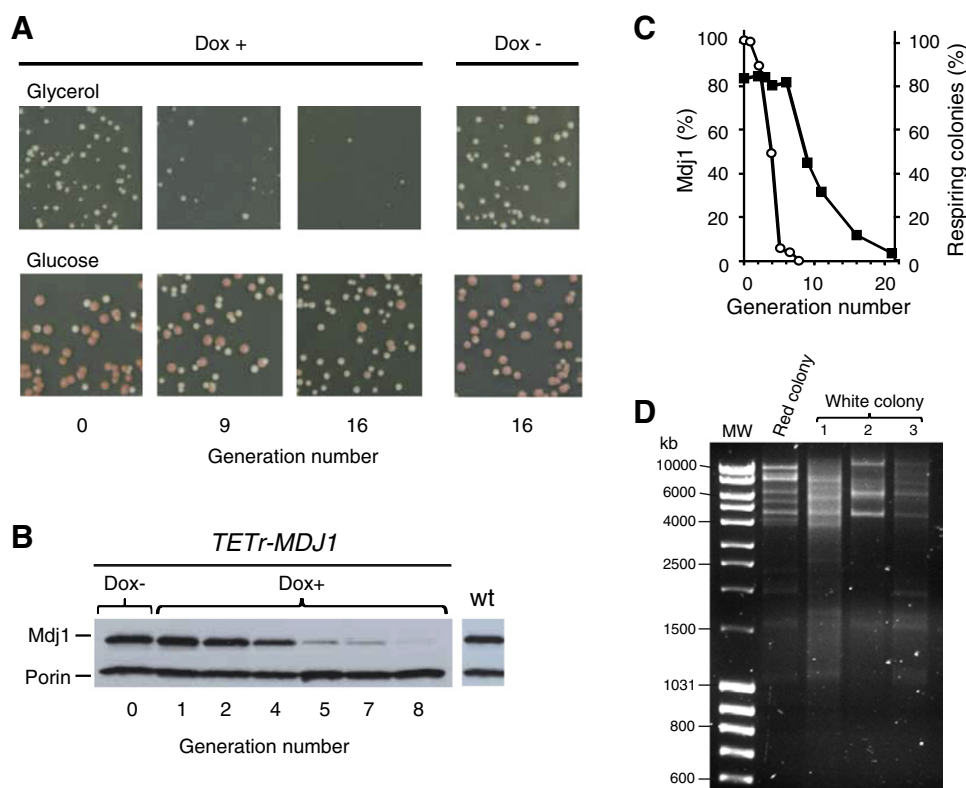 A
Dox +
Dox -
Glycerol
Glucose
0
9
16
16
Generation number
B
TETr-MDJ1
Dox-
Dox+
wt
Mdj1
Porin
0 1 2 4 5 7 8
Generation number
C
100
80
60
40
20
0
Mdj1 (%)
100
80
60
40
20
0
Respiring colonies (%)
0 10 20
Generation number
D
Red colony
White colony
MW
1 2 3
kb
10000
6000
4000
2500
1500
1031
800
600